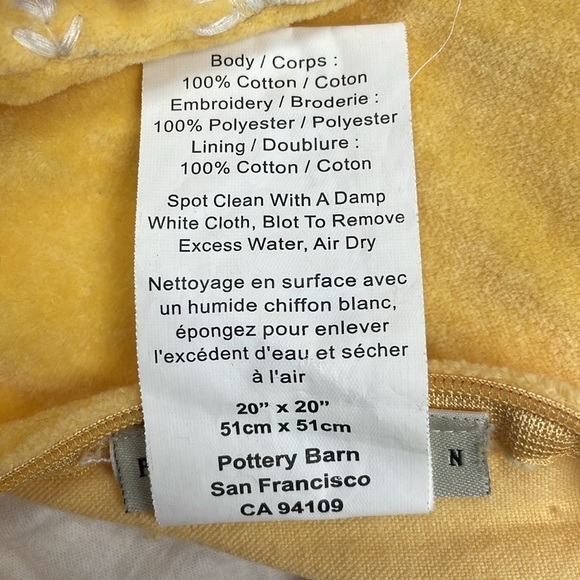 Body / Corps :
100% Cotton / Coton
Embroidery / Broderie :
100% Polyester / Polyester
Lining / Doublure :
100% Cotton / Coton
Spot Clean With A Damp
White Cloth, Blot To Remove
Excess Water, Air Dry
Nettoyage en surface avec
un humide chiffon blanc,
épongez pour enlever
l'excédent d'eau et sécher
à l'air
20” x 20”
51cm x 51cm
Pottery Barn
San Francisco
CA 94109
N